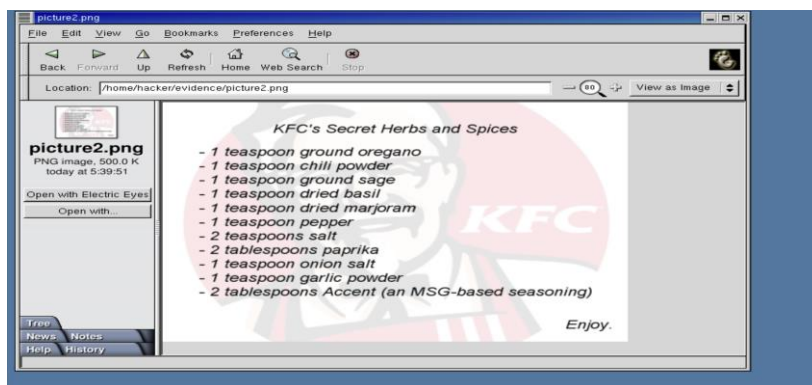 picture2.png
File Edit View Go Bookmarks Preferences Help
Back Forward Up Refresh Home Web Search Stop
Location: /home/hacker/evidence/picture2.png 80 View as Image
picture2.png
PNG image, 500.0 K
today at 5:39:51
Open with Electric Eyes
Open with...
Tree
News Notes
Help History
KFC's Secret Herbs and Spices
- 1 teaspoon ground oregano
- 1 teaspoon chili powder
- 1 teaspoon ground sage
- 1 teaspoon dried basil
- 1 teaspoon dried marjoram
- 1 teaspoon pepper
- 2 teaspoons salt
- 2 tablespoons paprika
- 1 teaspoon onion salt
- 1 teaspoon garlic powder
- 2 tablespoons Accent (an MSG-based seasoning)
Enjoy.
KFC